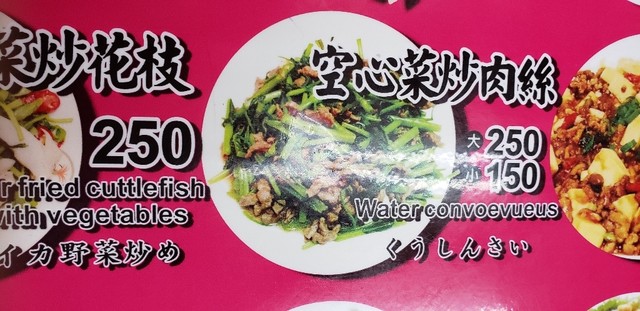 菜炒花枝
250
r fried cuttlefish
with vegetables
イカ野菜炒め
空心菜炒肉絲
大250
小150
Water convoevueus
くうしんさい